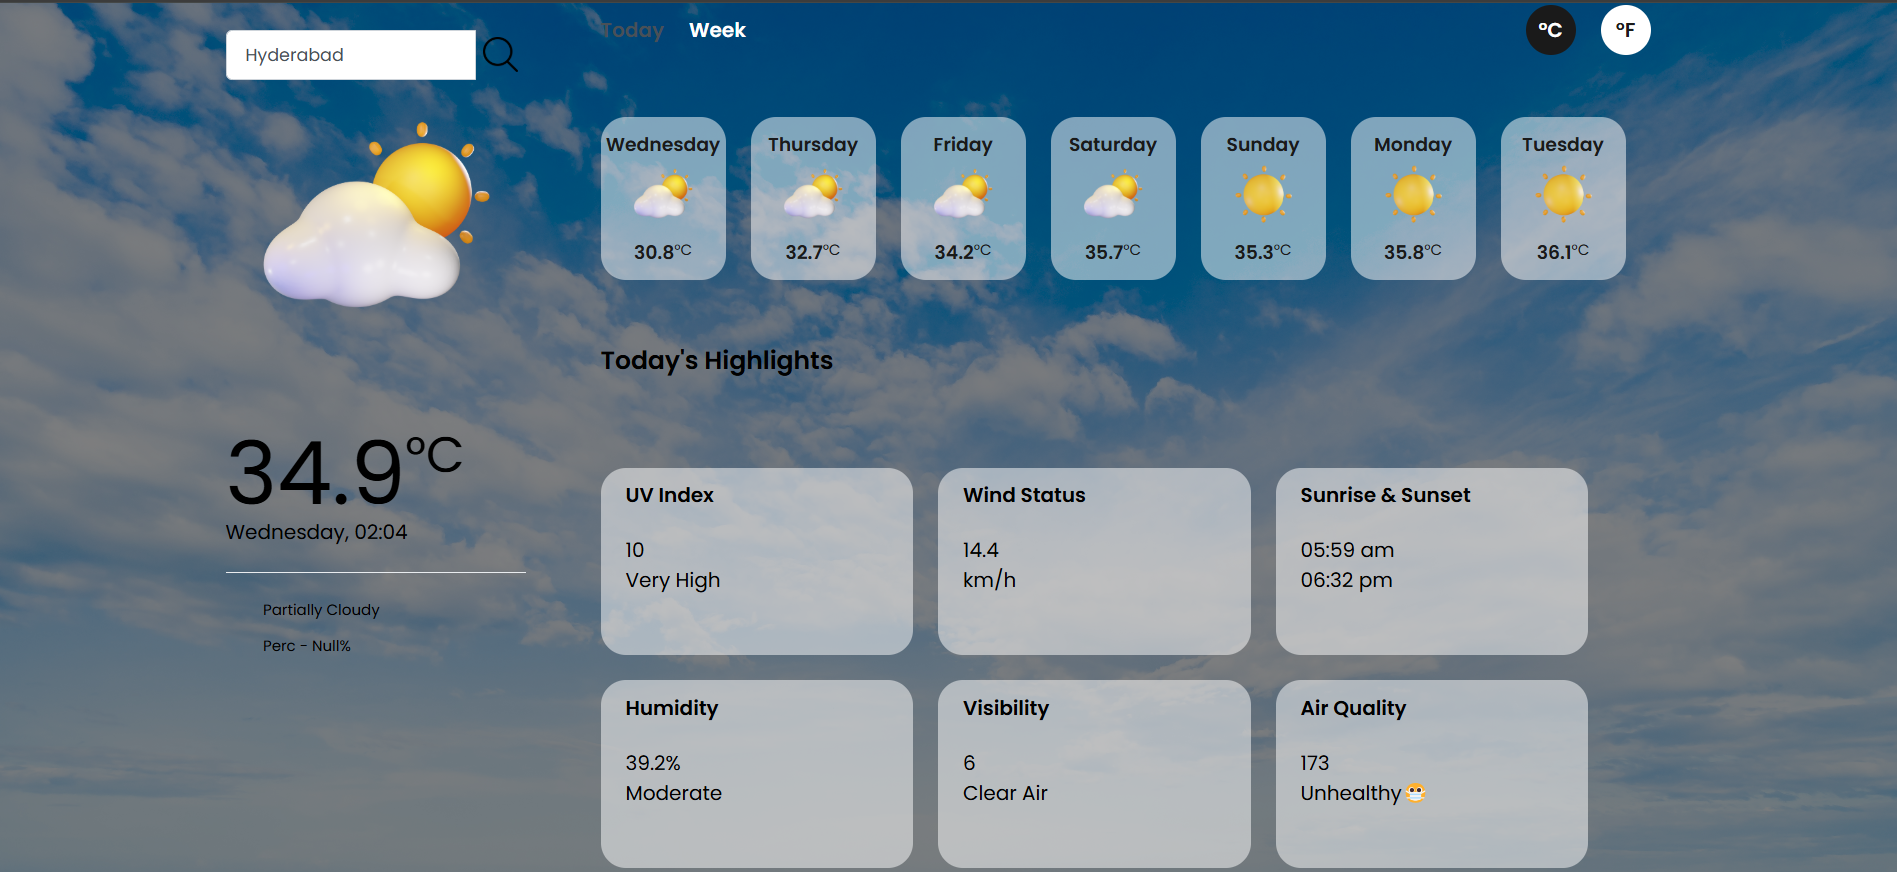 Hyderabad
34.9°C
Wednesday, 02:04
Partially Cloudy
Perc - Null%
Today Week
°C °F
Wednesday
30.8°C
Thursday
32.7°C
Friday
34.2°C
Saturday
35.7°C
Sunday
35.3°C
Monday
35.8°C
Tuesday
36.1°C
Today's Highlights
UV Index
10
Very High
Wind Status
14.4
km/h
Sunrise & Sunset
05:59 am
06:32 pm
Humidity
39.2%
Moderate
Visibility
6
Clear Air
Air Quality
173
Unhealthy😷